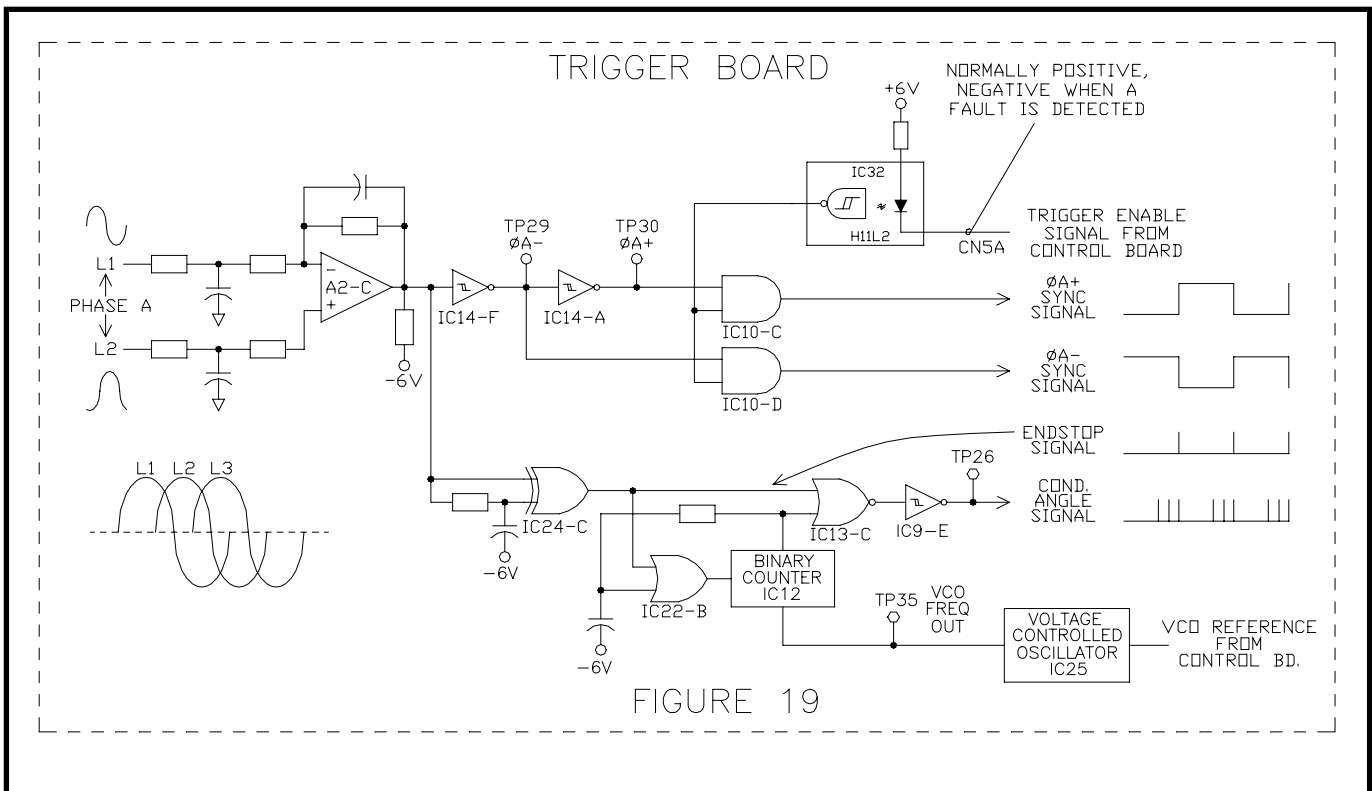 TRIGGER BOARD
NORMALLY POSITIVE,
NEGATIVE WHEN A
FAULT IS DETECTED
+6V
IC32
H11L2
CN5A
TRIGGER ENABLE
SIGNAL FROM
CONTROL BOARD
L1
PHASE A
L2
A2-C
−
+
-6V
IC14-F
TP29
ØA-
IC14-A
TP30
ØA+
IC10-C
IC10-D
ØA+
SYNC
SIGNAL
ØA-
SYNC
SIGNAL
ENDSTOP
SIGNAL
COND.
ANGLE
SIGNAL
L1 L2 L3
IC24-C
-6V
IC22-B
-6V
BINARY
COUNTER
IC12
IC13-C
IC9-E
TP26
TP35
VCO
FREQ
OUT
VOLTAGE
CONTROLLED
OSCILLATOR
IC25
VCO REFERENCE
FROM
CONTROL BD.
FIGURE 19